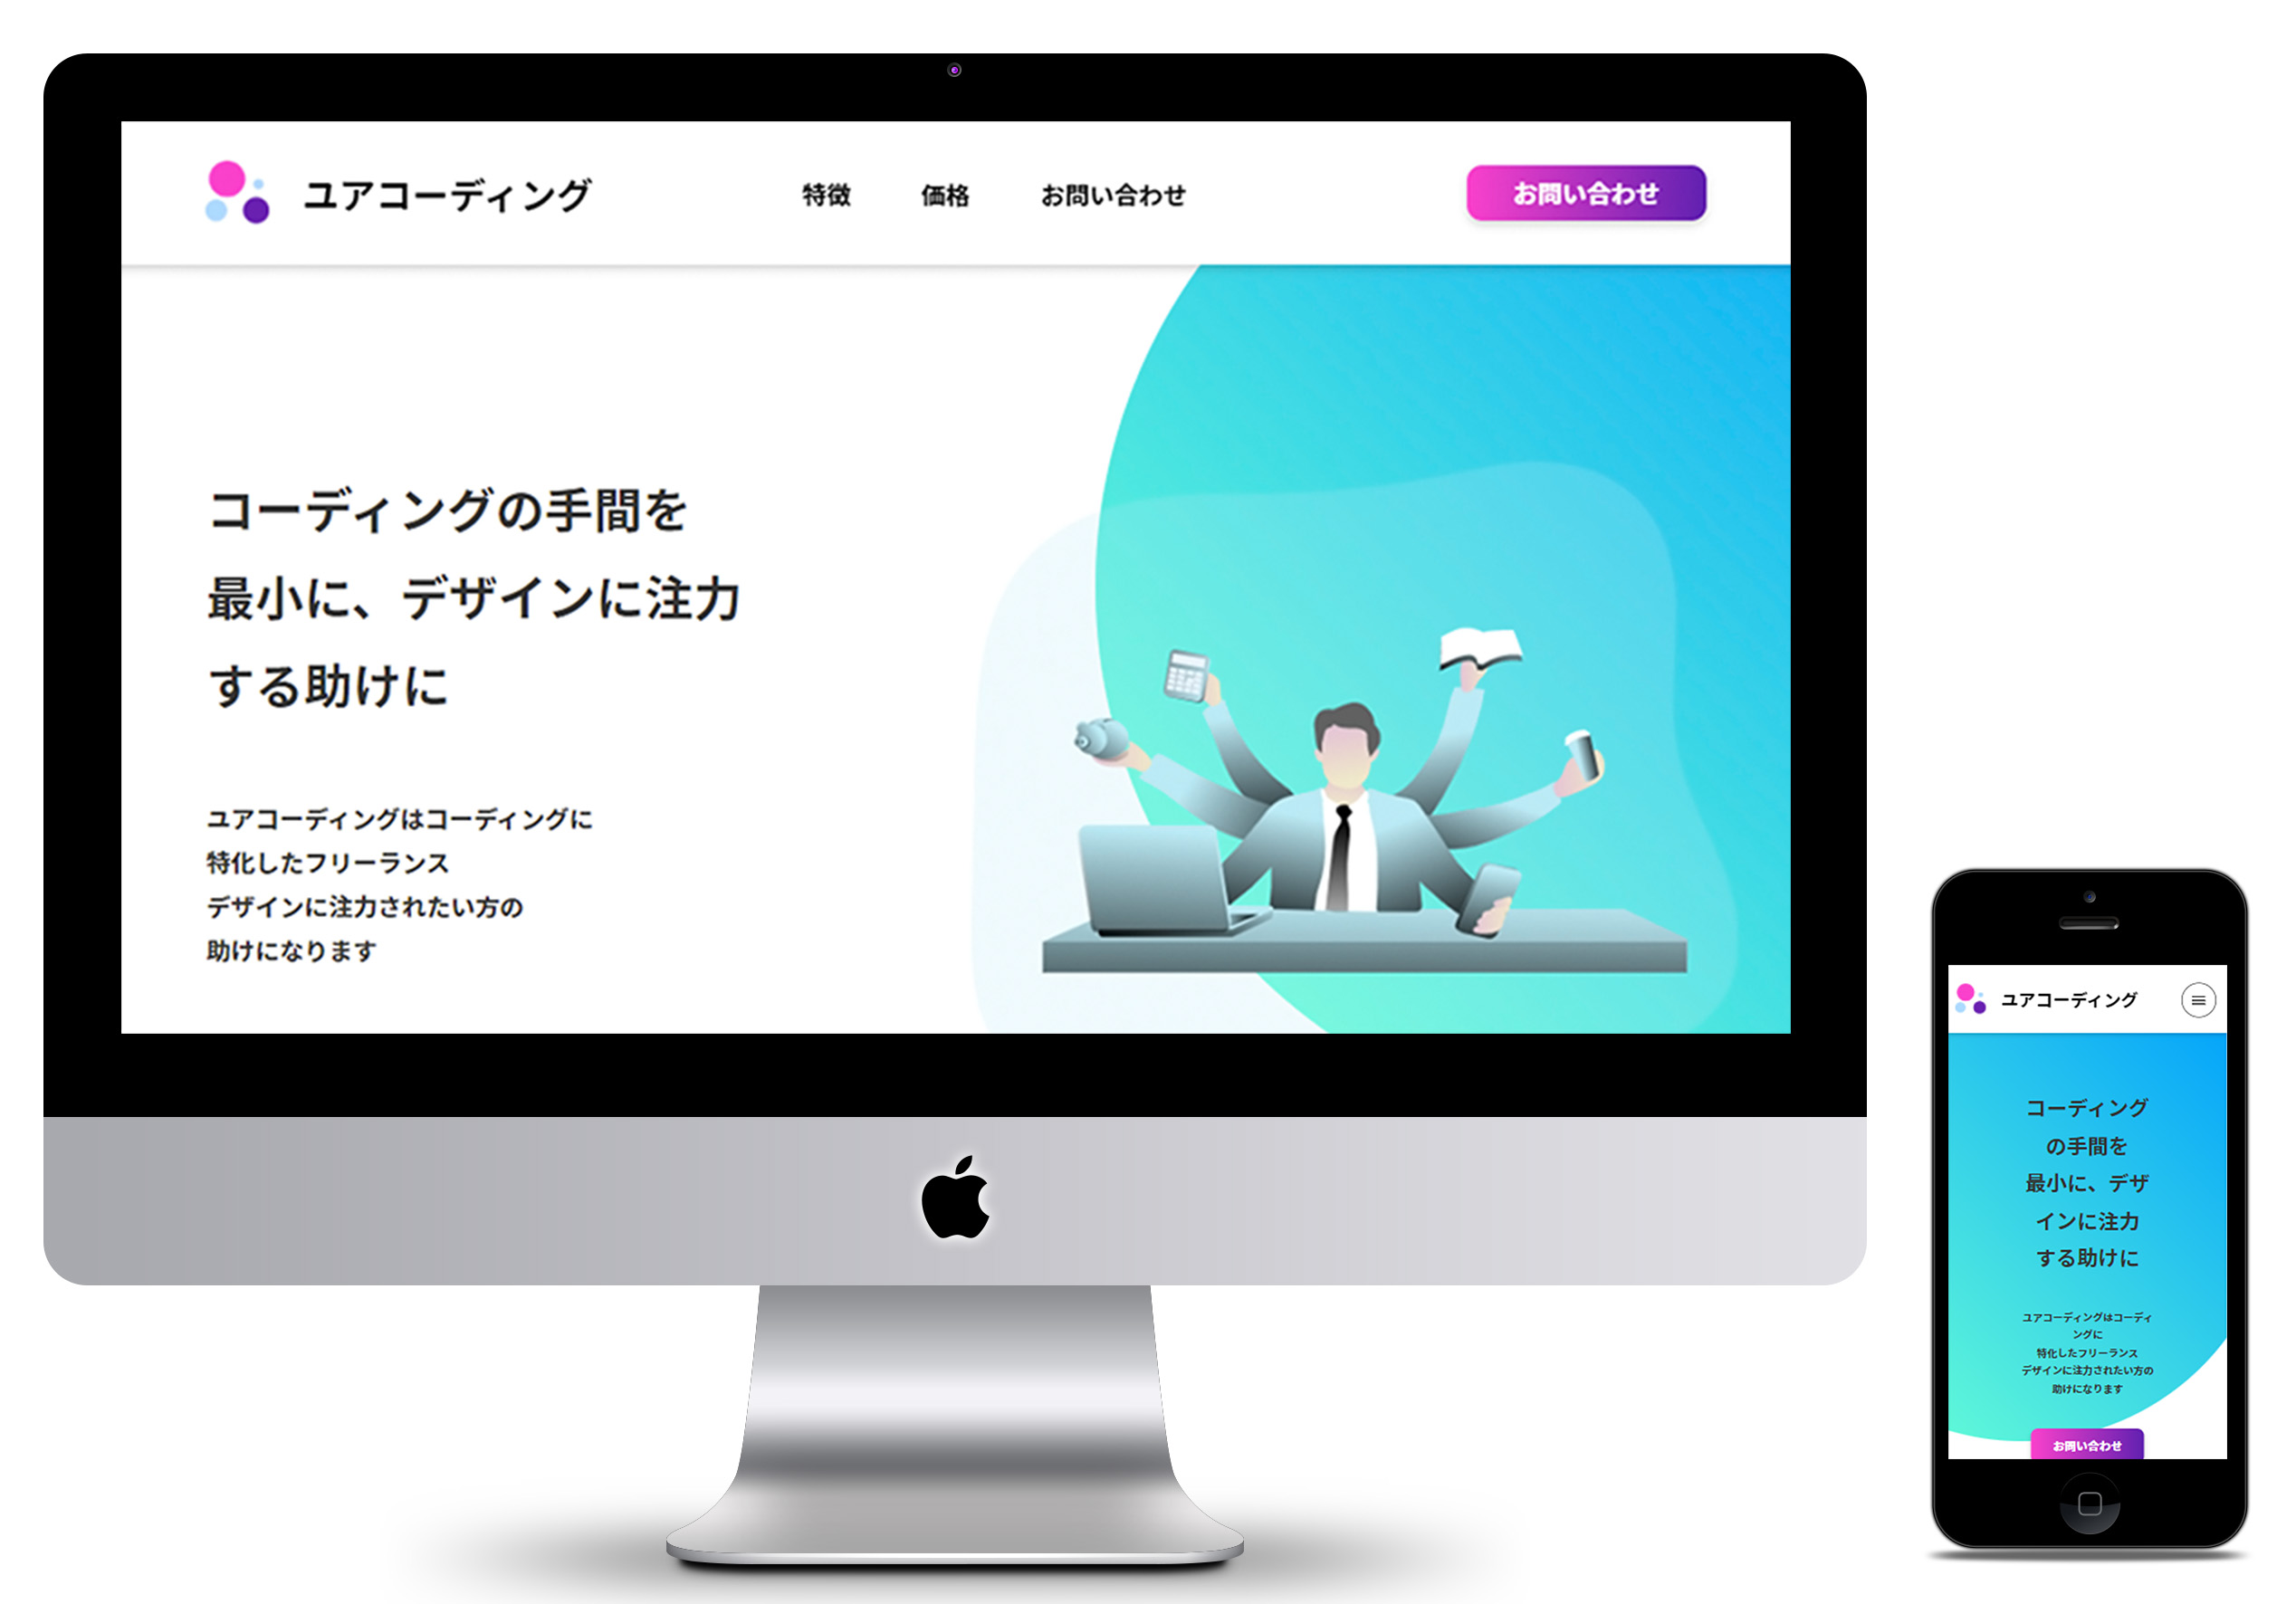 ユアコーディング
特徴
価格
お問い合わせ
お問い合わせ
コーディングの手間を
最小に、デザインに注力
する助けに
ユアコーディングはコーディングに
特化したフリーランス
デザインに注力されたい方の
助けになります
ユアコーディング
コーディング
の手間を
最小に、デザ
インに注力
する助けに
ユアコーディングはコーディ
ングに
特化したフリーランス
デザインに注力されたい方の
助けになります
お問い合わせ